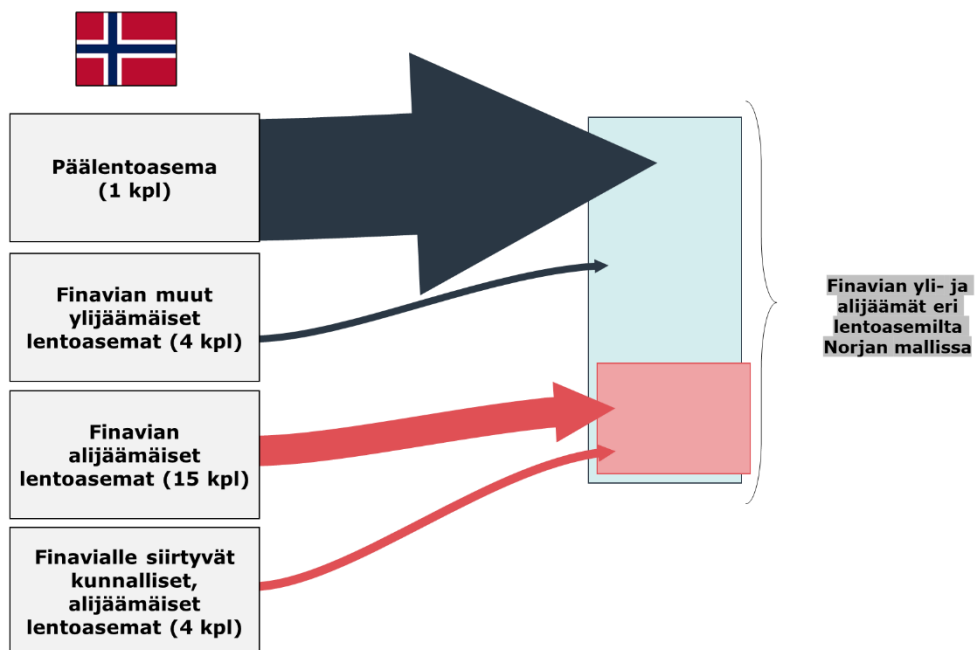 Päälentoasema
(1 kpl)
Finavian muut
ylijäämäiset
lentoasemat (4 kpl)
Finavian
alijäämäiset
lentoasemat (15 kpl)
Finavialle siirtyvät
kunnalliset,
alijäämäiset
lentoasemat (4 kpl)
Finavian yli- ja
alijäämät eri
lentoasemilta
Norjan mallissa